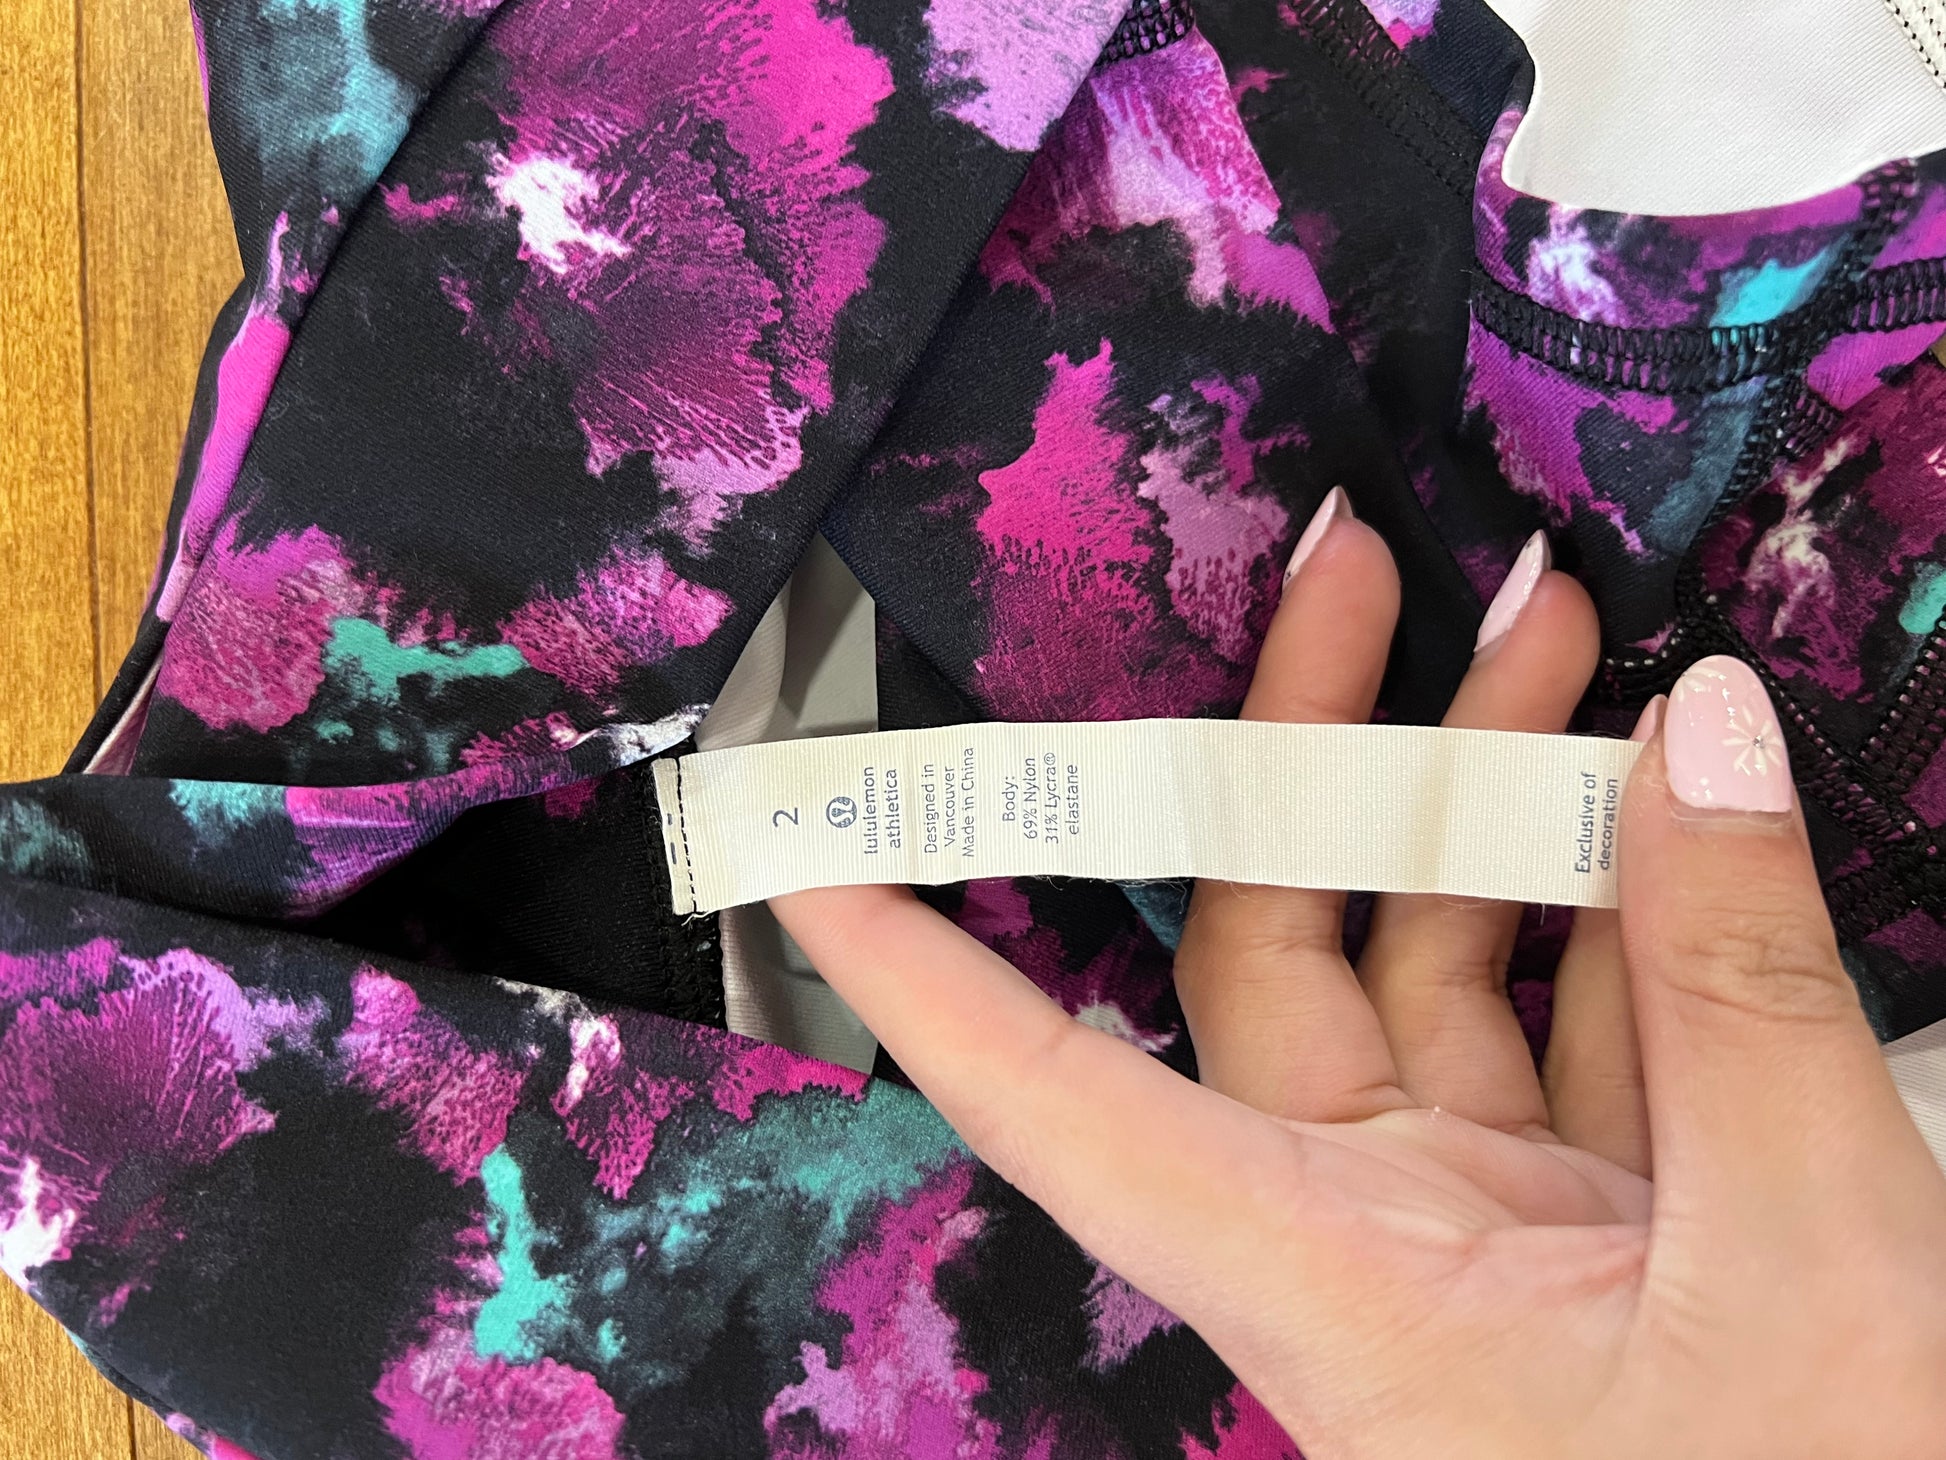 2
lululemon
athletica
Designed in
Vancouver
Made in China
Body:
69% Nylon
31% Lycra®
elastane
Exclusive of
decoration